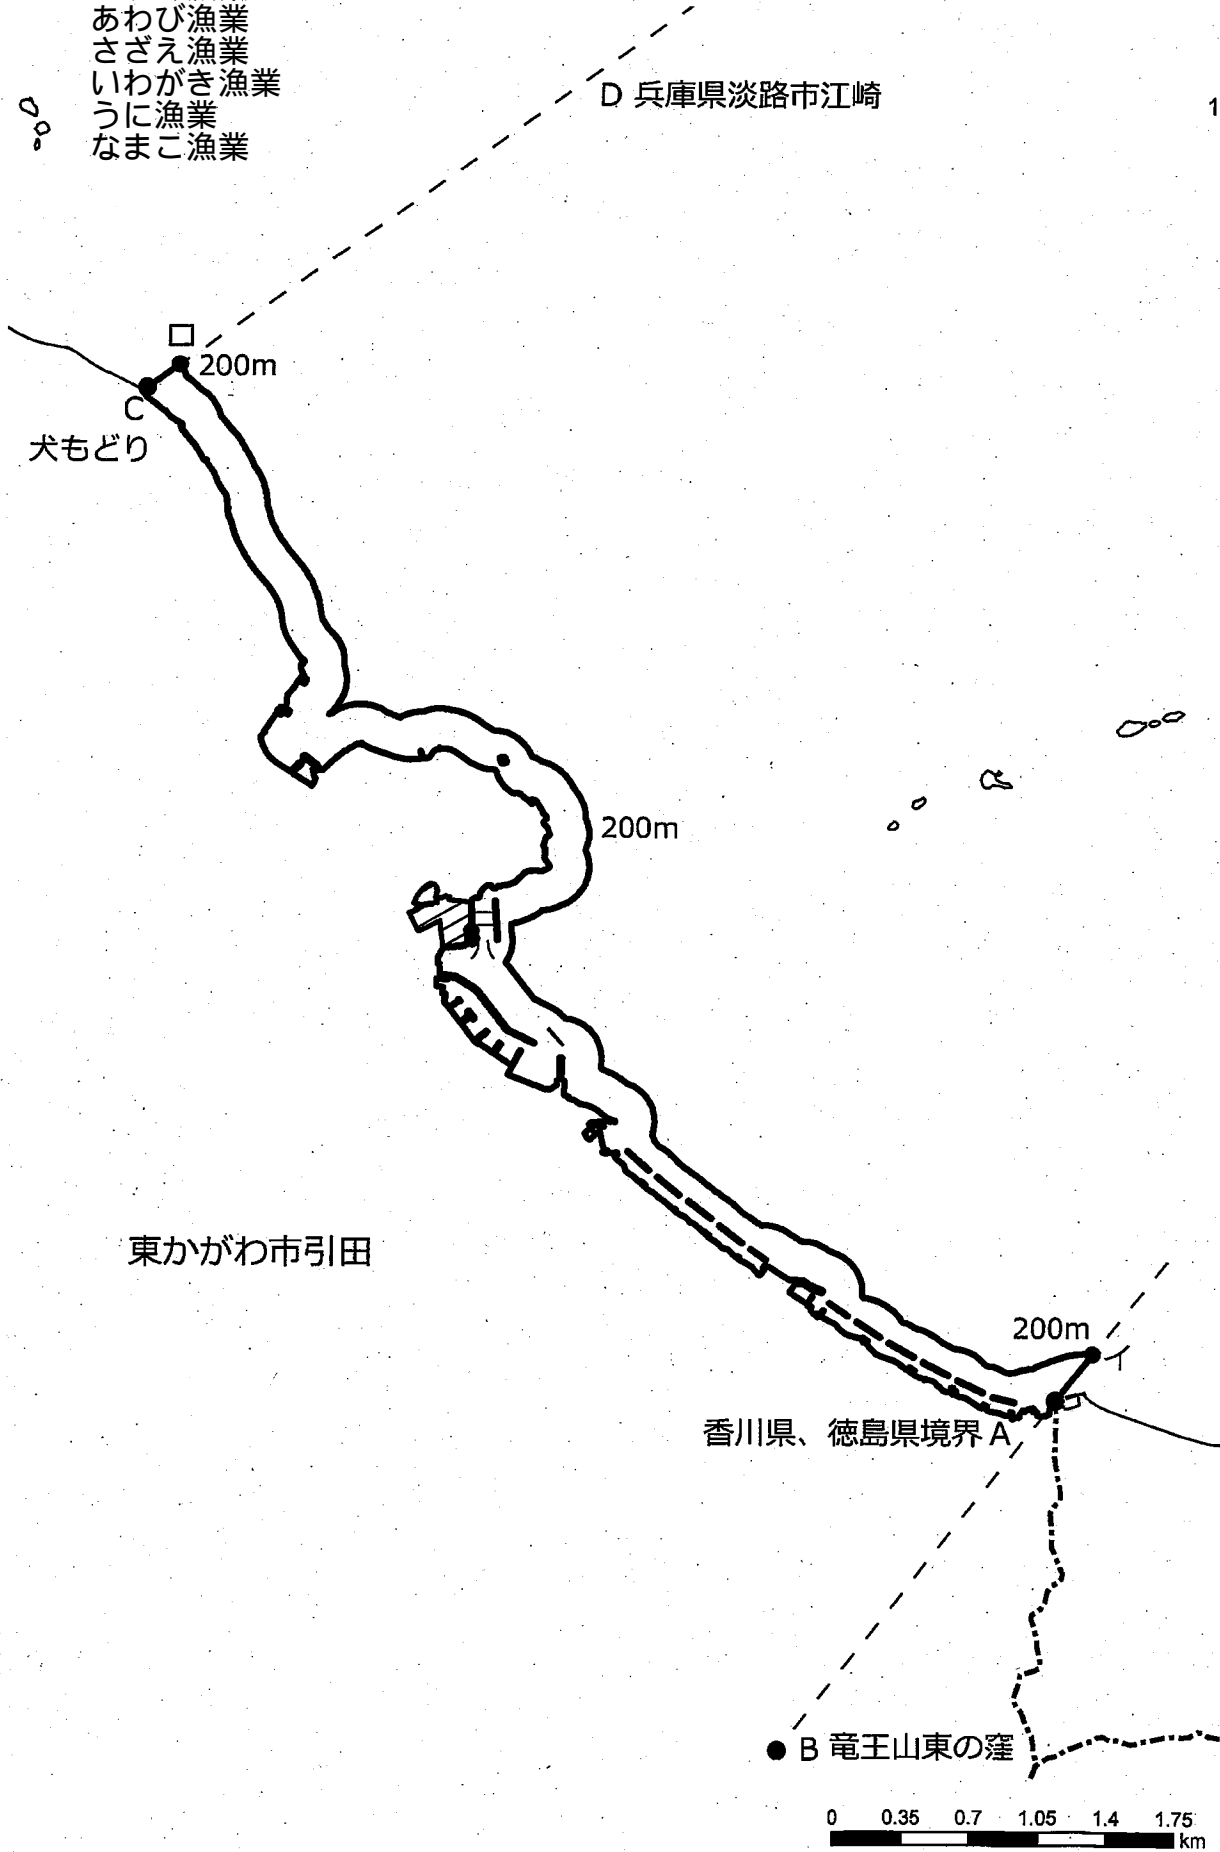 あわび漁業
さざえ漁業
いわがき漁業
うに漁業
なまこ漁業
D 兵庫県淡路市江崎
1
ロ
200m
C
犬もどり
200m
ハ
東かがわ市引田
200m
イ
香川県、徳島県境界 A
B 竜王山東の窪
0 0.35 0.7 1.05 1.4 1.75
km